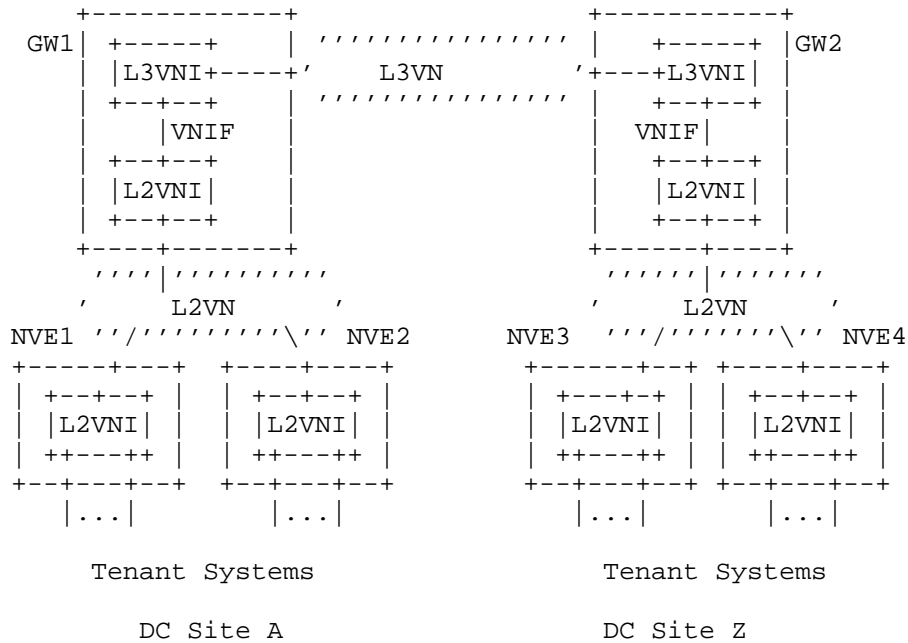 GW1 GW2
L3VNI L3VN L3VNI
VNIF VNIF
L2VNI L2VNI
L2VN L2VN
NVE1 NVE2 NVE3 NVE4
L2VNI L2VNI L2VNI L2VNI
... ... ... ...
Tenant Systems Tenant Systems
DC Site A DC Site Z